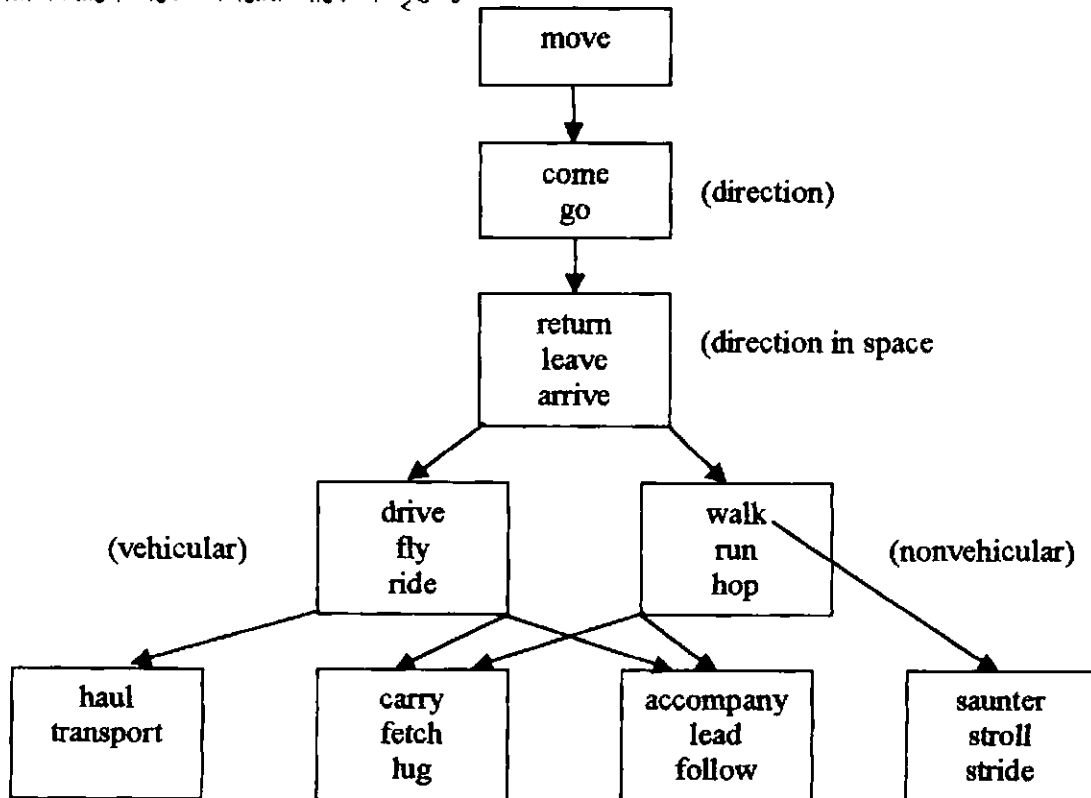 move
come
go
(direction)
return
leave
arrive
(direction in space
drive
fly
ride
(vehicular)
walk
run
hop
(nonvehicular)
haul
transport
carry
fetch
lug
accompany
lead
follow
saunter
stroll
stride